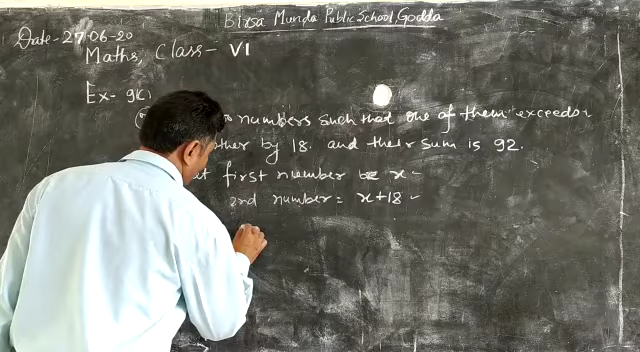 Birsa Munda Public School, Godda
Date-27.06-20
Maths, Class- VI
Ex- 9(C)
numbers such that one of them exceeds
other by 18. and their sum is 92.
first number be x
2nd number = x+18